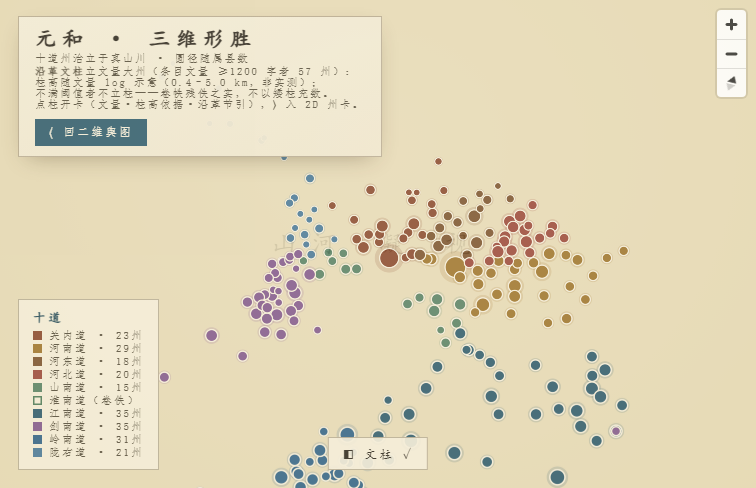 元和 · 三维形胜
十道州治立于真山川 · 圆径随属县数
沿革文柱立文量大州（条目文量 ≥1200 字者 57 州）：
柱高随文量 log 示意（0.4–5.0 km，非实测）；
不满阈值者不立柱——卷帙残佚之实，不以矮柱充数。
点柱开卡（文量·柱高依据·沿革节引），⟩ 入 2D 州卡。
⟨ 回二维舆图
+
−
十道
关内道 · 23州
河南道 · 29州
河东道 · 18州
河北道 · 20州
山南道 · 15州
淮南道（卷佚）
江南道 · 35州
剑南道 · 35州
岭南道 · 31州
陇右道 · 21州
◧ 文柱 ✓